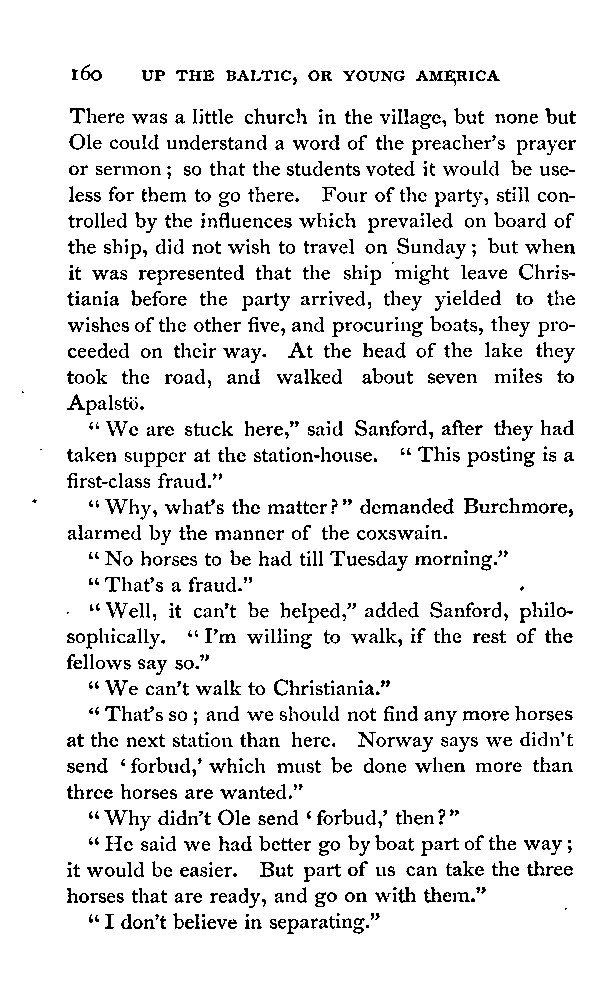 160 UP THE BALTIC, OR YOUNG AMERICA
There was a little church in the village, but none but
Ole could understand a word of the preacher's prayer
or sermon; so that the students voted it would be use-
less for them to go there. Four of the party, still con-
trolled by the influences which prevailed on board of
the ship, did not wish to travel on Sunday; but when
it was represented that the ship might leave Chris-
tiania before the party arrived, they yielded to the
wishes of the other five, and procuring boats, they pro-
ceeded on their way. At the head of the lake they
took the road, and walked about seven miles to
Apalstö.
"We are stuck here," said Sanford, after they had
taken supper at the station-house. "This posting is a
first-class fraud."
"Why, what's the matter?" demanded Burchmore,
alarmed by the manner of the coxswain.
"No horses to be had till Tuesday morning."
"That's a fraud."
"Well, it can't be helped," added Sanford, philo-
sophically. "I'm willing to walk, if the rest of the
fellows say so."
"We can't walk to Christiania."
"That's so; and we should not find any more horses
at the next station than here. Norway says we didn't
send 'forbud,' which must be done when more than
three horses are wanted."
"Why didn't Ole send 'forbud,' then?"
"He said we had better go by boat part of the way;
it would be easier. But part of us can take the three
horses that are ready, and go on with them."
"I don't believe in separating."